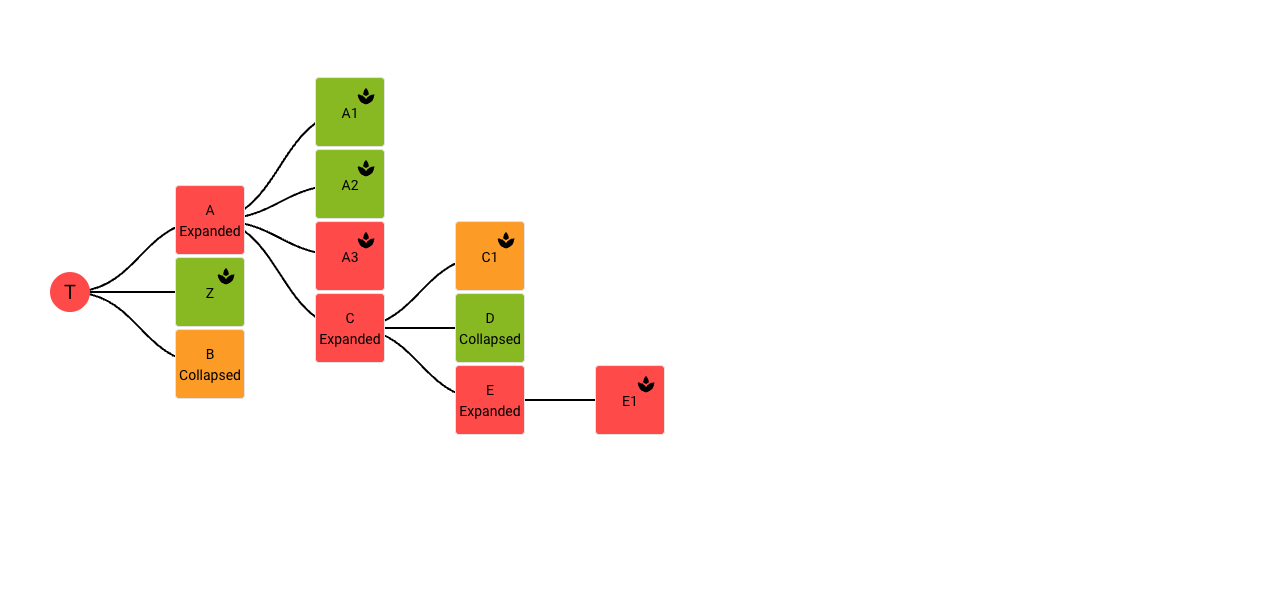 T
A
Expanded
Z
B
Collapsed
A1
A2
A3
C
Expanded
C1
D
Collapsed
E
Expanded
E1